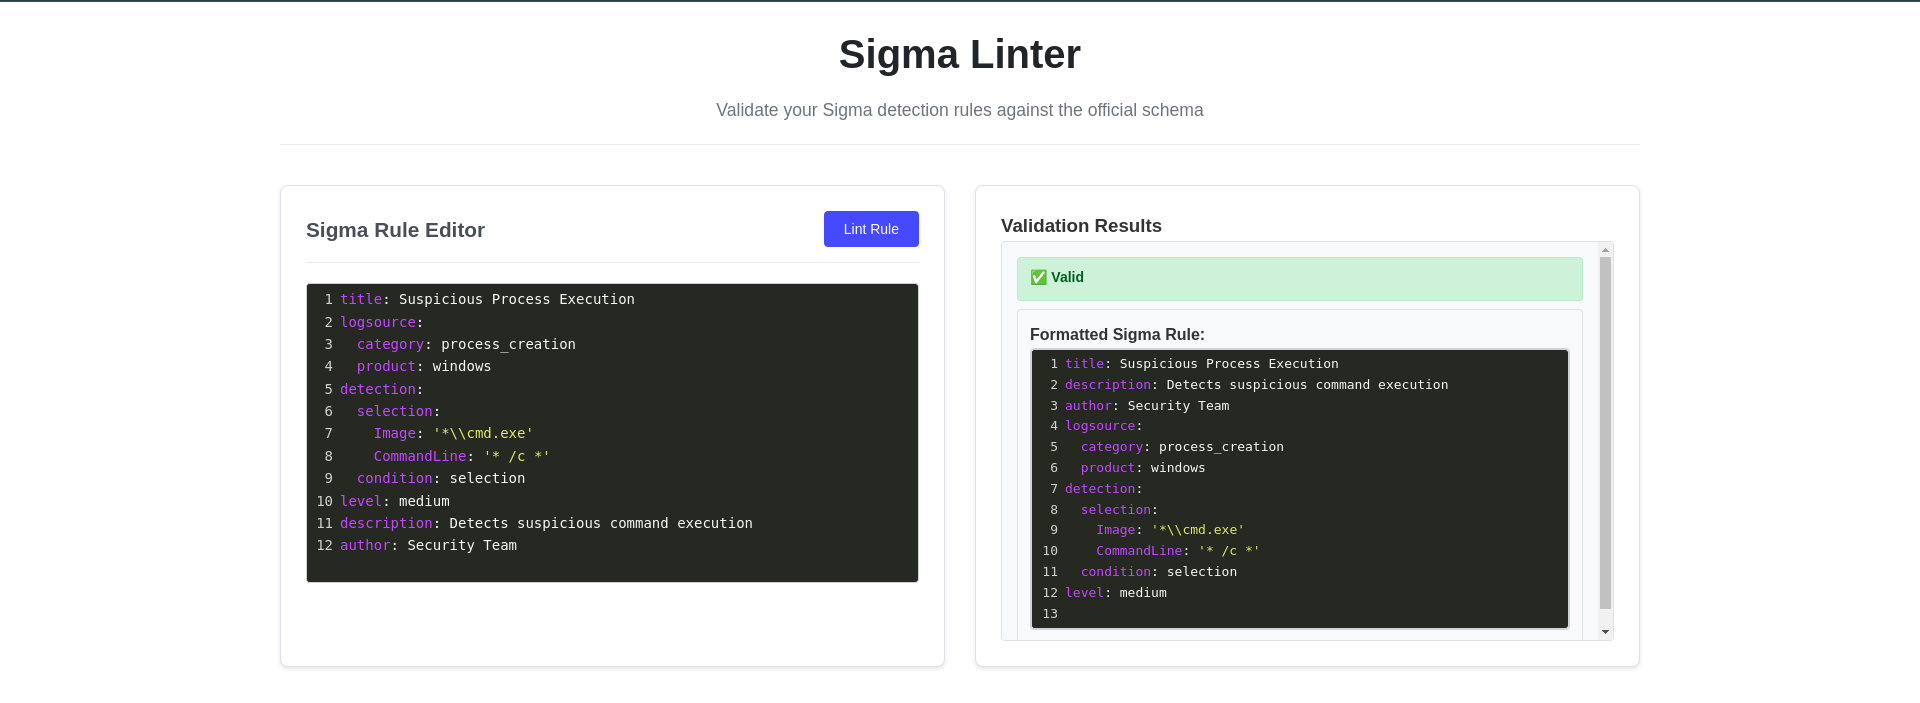 Sigma Linter
Validate your Sigma detection rules against the official schema
Sigma Rule Editor
Lint Rule
1 title: Suspicious Process Execution
2 logsource:
3   category: process_creation
4   product: windows
5 detection:
6   selection:
7     Image: '*\\cmd.exe'
8     CommandLine: '* /c *'
9   condition: selection
10 level: medium
11 description: Detects suspicious command execution
12 author: Security Team
Validation Results
✅ Valid
Formatted Sigma Rule:
1 title: Suspicious Process Execution
2 description: Detects suspicious command execution
3 author: Security Team
4 logsource:
5   category: process_creation
6   product: windows
7 detection:
8   selection:
9     Image: '*\\cmd.exe'
10     CommandLine: '* /c *'
11   condition: selection
12 level: medium
13